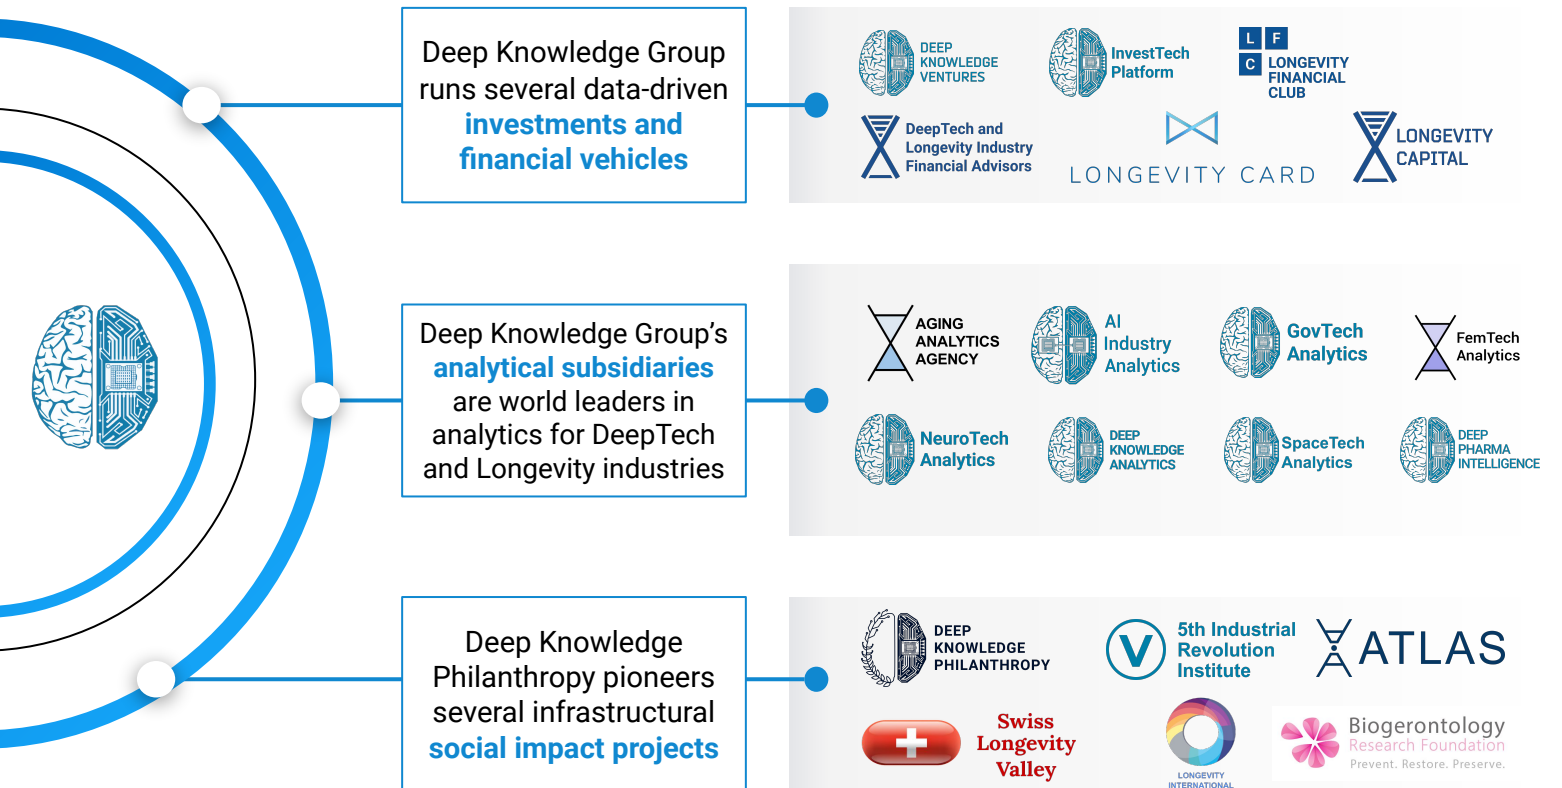 Deep Knowledge Group
runs several data-driven
investments and
financial vehicles
DEEP
KNOWLEDGE
VENTURES
InvestTech
Platform
L F
C LONGEVITY
FINANCIAL
CLUB
DeepTech and
Longevity Industry
Financial Advisors
LONGEVITY CARD
LONGEVITY
CAPITAL
Deep Knowledge Group’s
analytical subsidiaries
are world leaders in
analytics for DeepTech
and Longevity industries
AGING
ANALYTICS
AGENCY
AI
Industry
Analytics
GovTech
Analytics
FemTech
Analytics
NeuroTech
Analytics
DEEP
KNOWLEDGE
ANALYTICS
SpaceTech
Analytics
DEEP
PHARMA
INTELLIGENCE
Deep Knowledge
Philanthropy pioneers
several infrastructural
social impact projects
DEEP
KNOWLEDGE
PHILANTHROPY
V
5th Industrial
Revolution
Institute
ATLAS
Swiss
Longevity
Valley
LONGEVITY
INTERNATIONAL
Biogerontology
Research Foundation
Prevent. Restore. Preserve.